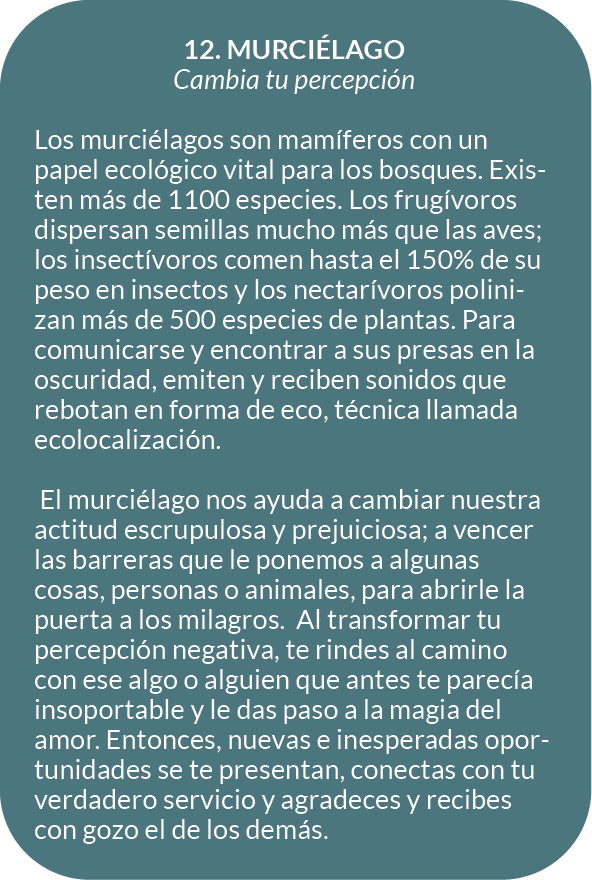 12. MURCIÉLAGO
Cambia tu percepción
Los murciélagos son mamíferos con un
papel ecológico vital para los bosques. Exis-
ten más de 1100 especies. Los frugívoros
dispersan semillas mucho más que las aves;
los insectívoros comen hasta el 150% de su
peso en insectos y los nectarívoros polini-
zan más de 500 especies de plantas. Para
comunicarse y encontrar a sus presas en la
oscuridad, emiten y reciben sonidos que
rebotan en forma de eco, técnica llamada
ecolocalización.
El murciélago nos ayuda a cambiar nuestra
actitud escrupulosa y prejuiciosa; a vencer
las barreras que le ponemos a algunas
cosas, personas o animales, para abrirle la
puerta a los milagros.  Al transformar tu
percepción negativa, te rindes al camino
con ese algo o alguien que antes te parecía
insoportable y le das paso a la magia del
amor. Entonces, nuevas e inesperadas opor-
tunidades se te presentan, conectas con tu
verdadero servicio y agradeces y recibes
con gozo el de los demás.